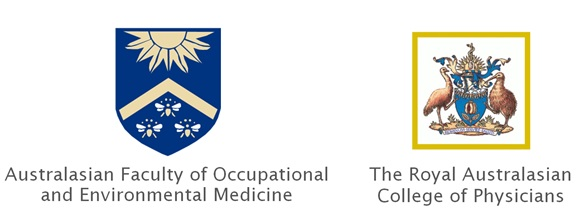 Australasian Faculty of Occupational
and Environmental Medicine
The Royal Australasian
College of Physicians